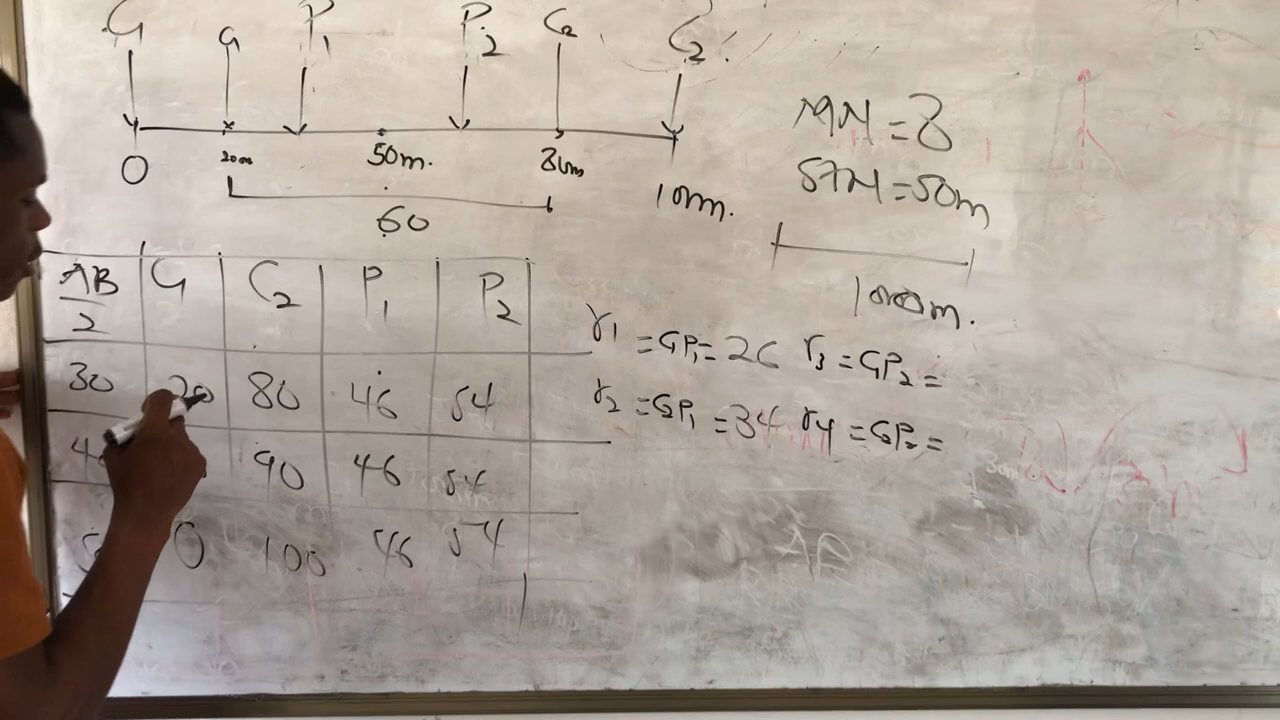 C1 C1 P1 P2 C2 C2
0 20m 50m. 80m 100m.
60
MN = 8
STN = 50m
1000m.
AB/2 C1 C2 P1 P2
30 20 80 46 54
40 90 46 54
0 100 46 54
r1 = C1P1 = 26 r3 = C1P2 =
r2 = C2P1 = 34 r4 = C2P2 =